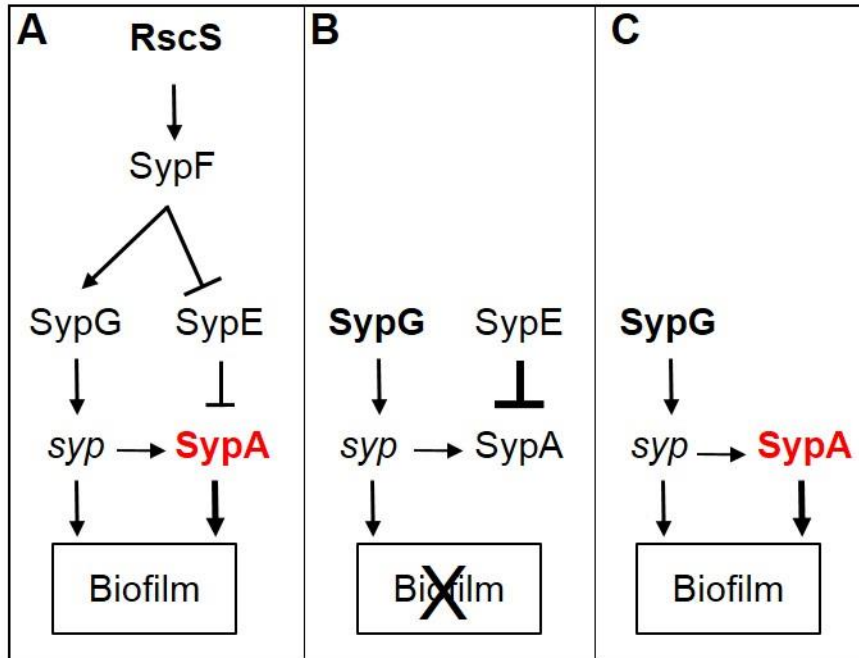 A
RscS
SypF
SypG SypE
syp SypA
Biofilm
B
SypG SypE
syp SypA
Biofilm
X
C
SypG
syp SypA
Biofilm